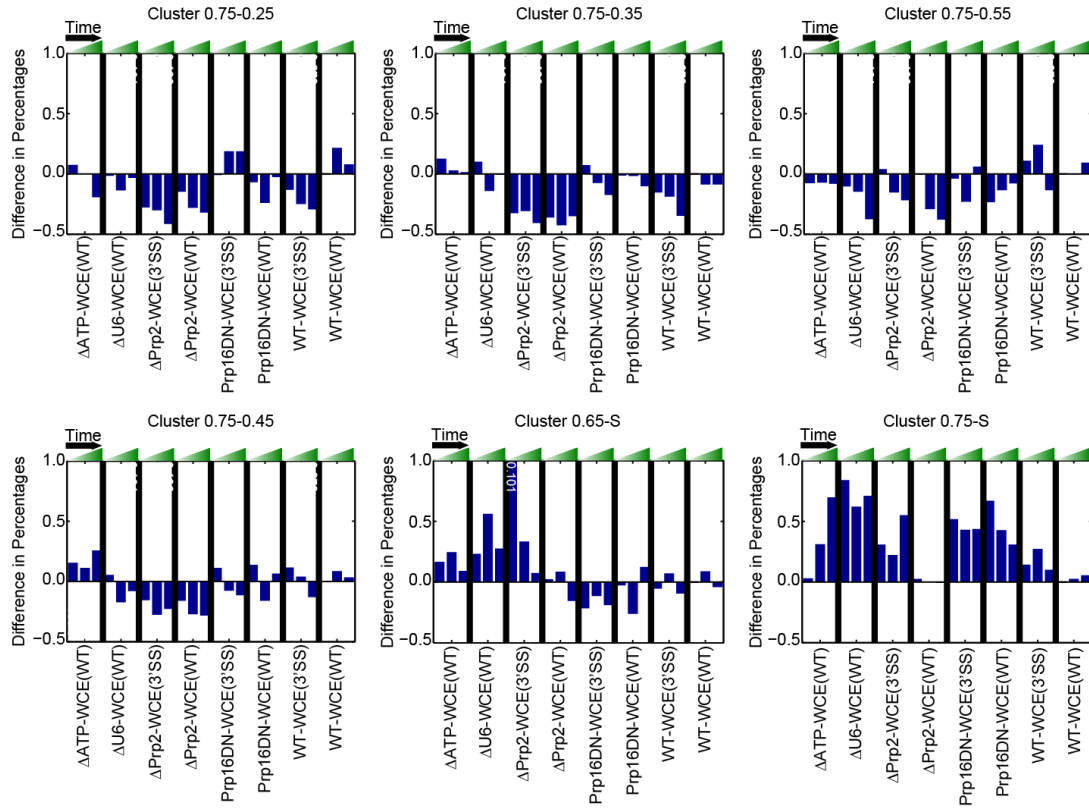 Cluster 0.75-0.25
Time
Difference in Percentages
1.0
0.5
0.0
−0.5
ΔATP-WCE(WT)
ΔU6-WCE(WT)
ΔPrp2-WCE(3'SS)
ΔPrp2-WCE(WT)
Prp16DN-WCE(3'SS)
Prp16DN-WCE(WT)
WT-WCE(3'SS)
WT-WCE(WT)
Cluster 0.75-0.35
Time
Difference in Percentages
1.0
0.5
0.0
−0.5
ΔATP-WCE(WT)
ΔU6-WCE(WT)
ΔPrp2-WCE(3'SS)
ΔPrp2-WCE(WT)
Prp16DN-WCE(3'SS)
Prp16DN-WCE(WT)
WT-WCE(3'SS)
WT-WCE(WT)
Cluster 0.75-0.55
Time
Difference in Percentages
1.0
0.5
0.0
−0.5
ΔATP-WCE(WT)
ΔU6-WCE(WT)
ΔPrp2-WCE(3'SS)
ΔPrp2-WCE(WT)
Prp16DN-WCE(3'SS)
Prp16DN-WCE(WT)
WT-WCE(3'SS)
WT-WCE(WT)
Cluster 0.75-0.45
Time
Difference in Percentages
1.0
0.5
0.0
−0.5
ΔATP-WCE(WT)
ΔU6-WCE(WT)
ΔPrp2-WCE(3'SS)
ΔPrp2-WCE(WT)
Prp16DN-WCE(3'SS)
Prp16DN-WCE(WT)
WT-WCE(3'SS)
WT-WCE(WT)
Cluster 0.65-S
Time
Difference in Percentages
1.0
0.5
0.0
−0.5
0.101
ΔATP-WCE(WT)
ΔU6-WCE(WT)
ΔPrp2-WCE(3'SS)
ΔPrp2-WCE(WT)
Prp16DN-WCE(3'SS)
Prp16DN-WCE(WT)
WT-WCE(3'SS)
WT-WCE(WT)
Cluster 0.75-S
Time
Difference in Percentages
1.0
0.5
0.0
−0.5
ΔATP-WCE(WT)
ΔU6-WCE(WT)
ΔPrp2-WCE(3'SS)
ΔPrp2-WCE(WT)
Prp16DN-WCE(3'SS)
Prp16DN-WCE(WT)
WT-WCE(3'SS)
WT-WCE(WT)